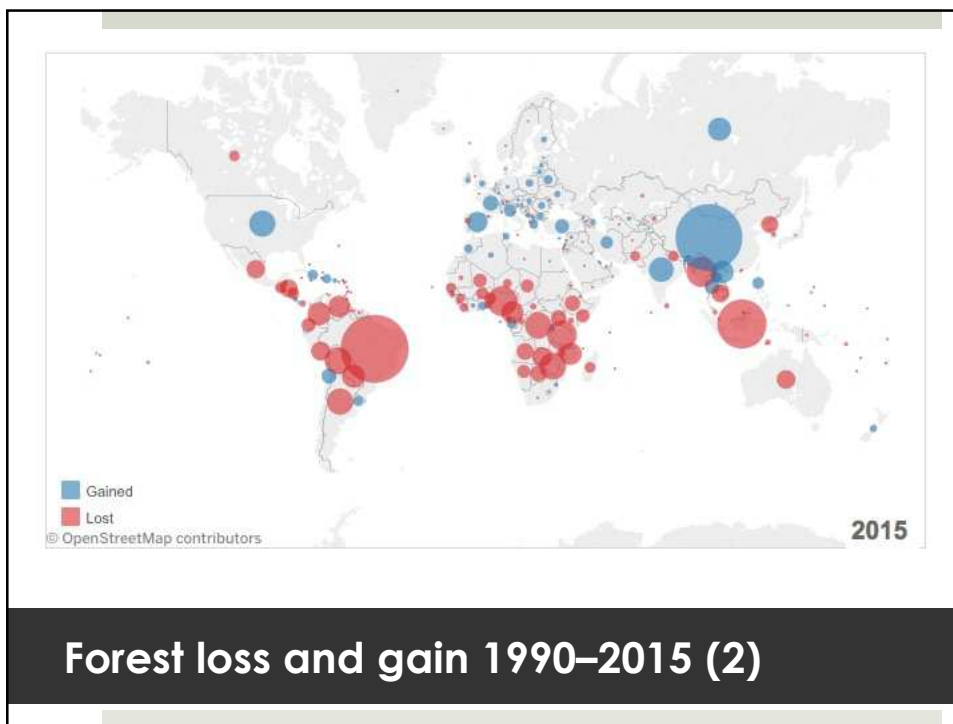 Gained
Lost
© OpenStreetMap contributors
2015
Forest loss and gain 1990–2015 (2)